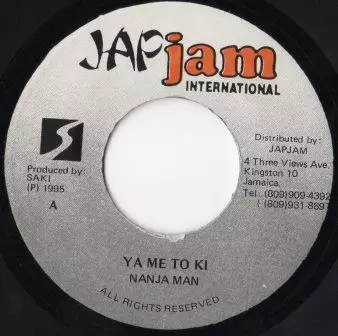 JAPjam
INTERNATIONAL
Produced by:
SAKI
(P) 1995
A
Distributed by:
JAPJAM
4 Three Views Ave.
Kingston 10
Jamaica.
Tel: (809)909-4392
(809)931-8897
YA ME TO KI
NANJA MAN
ALL RIGHTS RESERVED